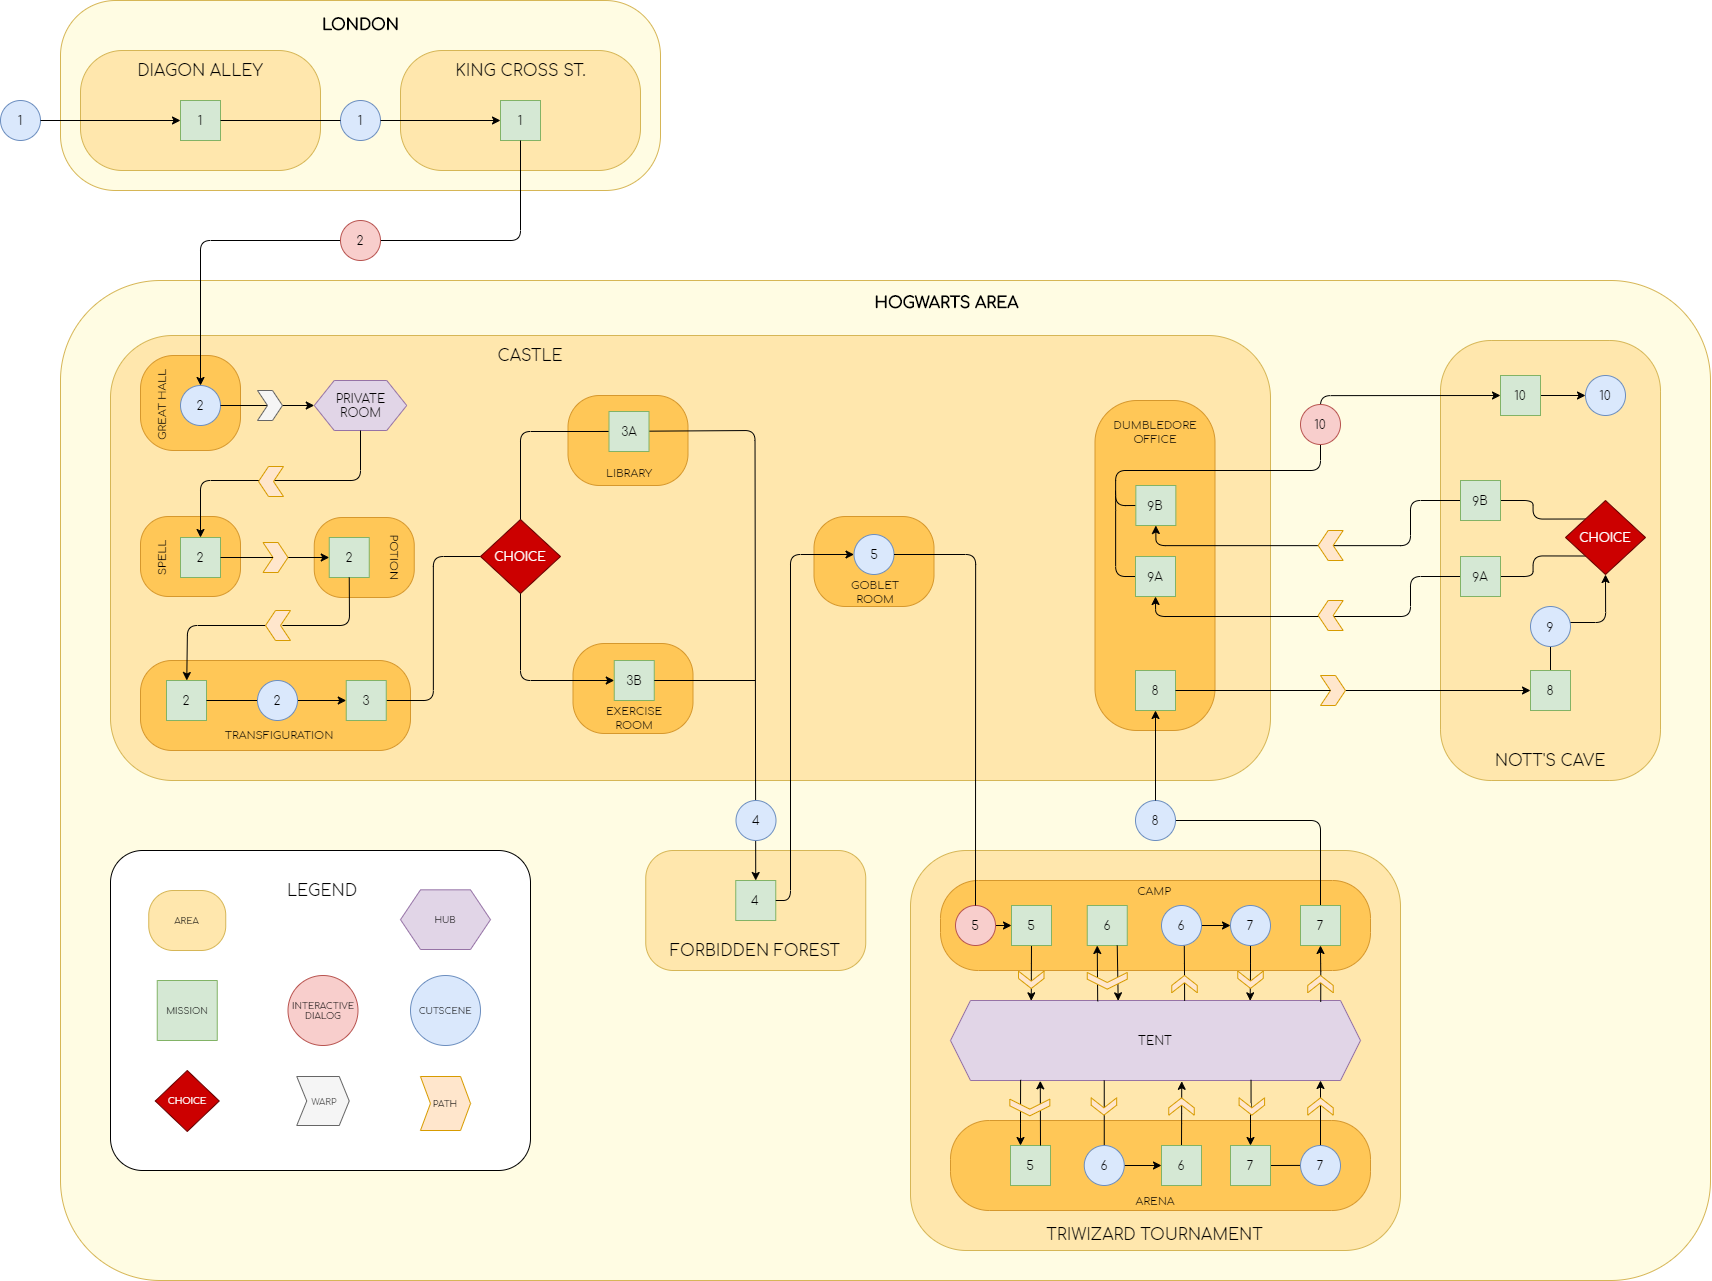 LONDON
DIAGON ALLEY
KING CROSS ST.
1
1
1
1
2
HOGWARTS AREA
CASTLE
GREAT HALL
2
PRIVATE
ROOM
SPELL
2
2
POTION
2
2
3
TRANSFIGURATION
CHOICE
3A
LIBRARY
3B
EXERCISE
ROOM
5
GOBLET
ROOM
DUMBLEDORE
OFFICE
9B
9A
8
10
10
10
9B
9A
CHOICE
9
8
NOTT'S CAVE
4
4
FORBIDDEN FOREST
8
CAMP
5
5
6
6
7
7
TENT
5
6
6
7
7
ARENA
TRIWIZARD TOURNAMENT
LEGEND
AREA
HUB
MISSION
INTERACTIVE
DIALOG
CUTSCENE
CHOICE
WARP
PATH